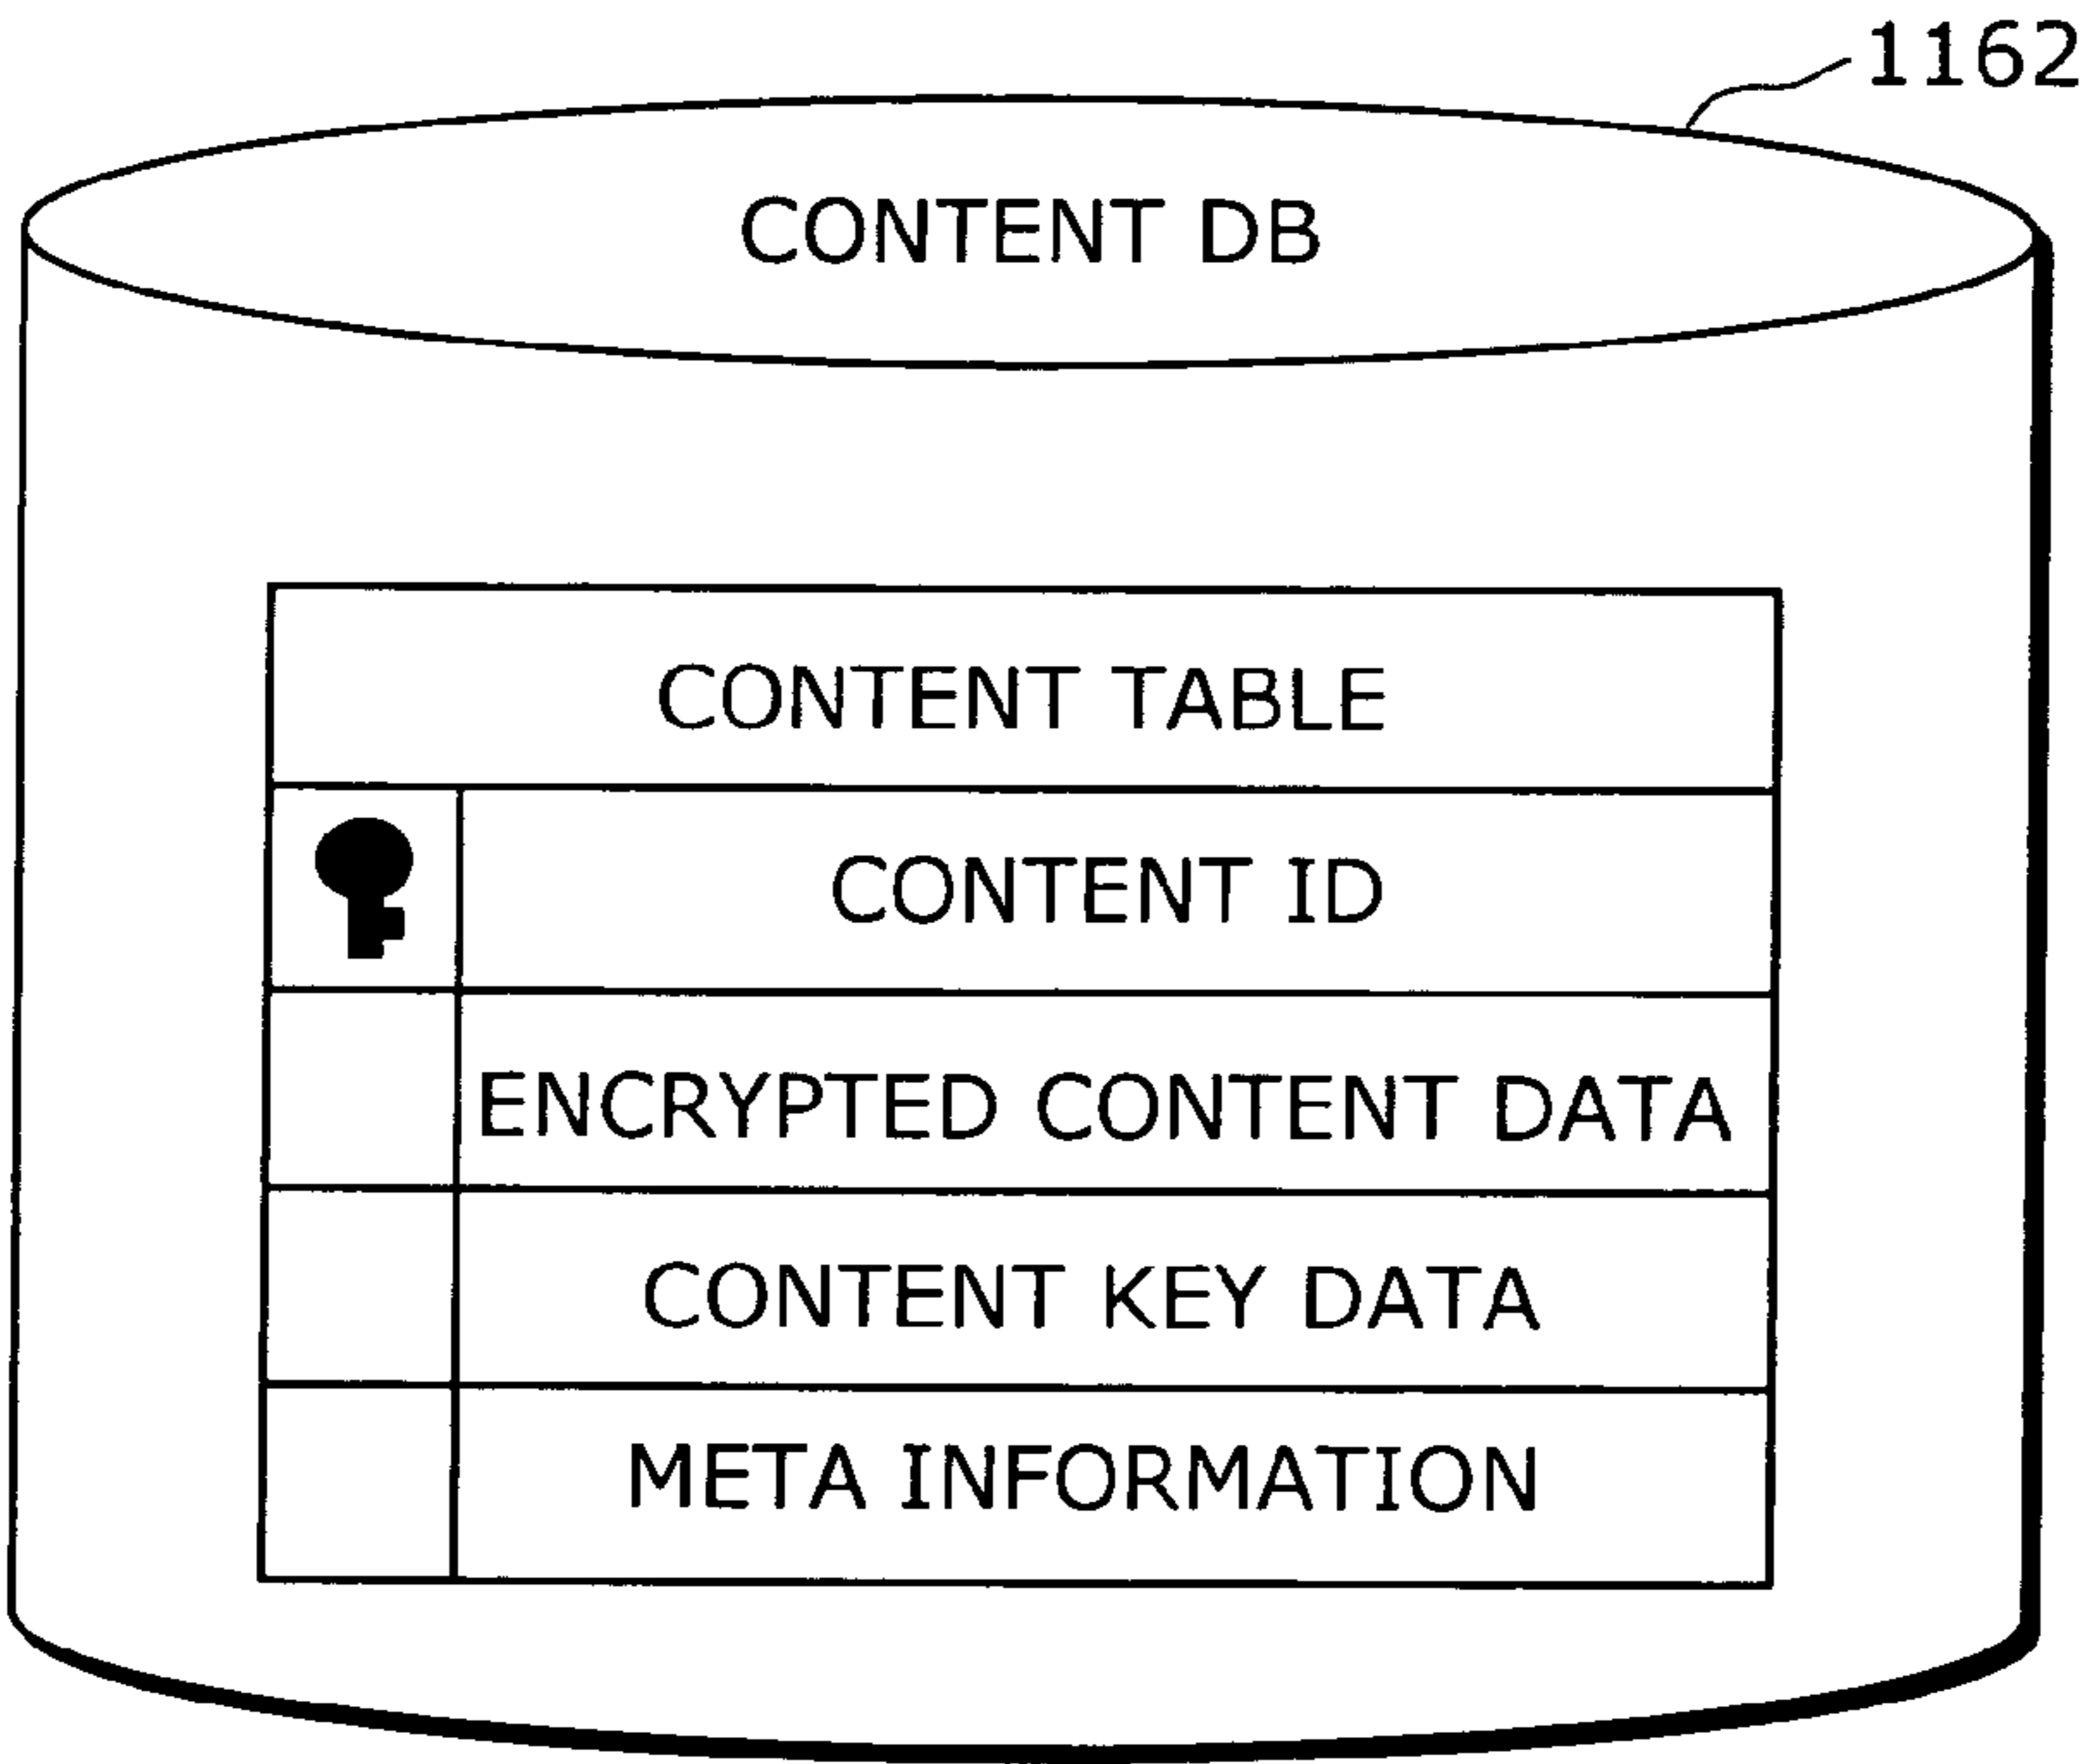 1162
CONTENT DB
CONTENT TABLE
CONTENT ID
ENCRYPTED CONTENT DATA
CONTENT KEY DATA
META INFORMATION